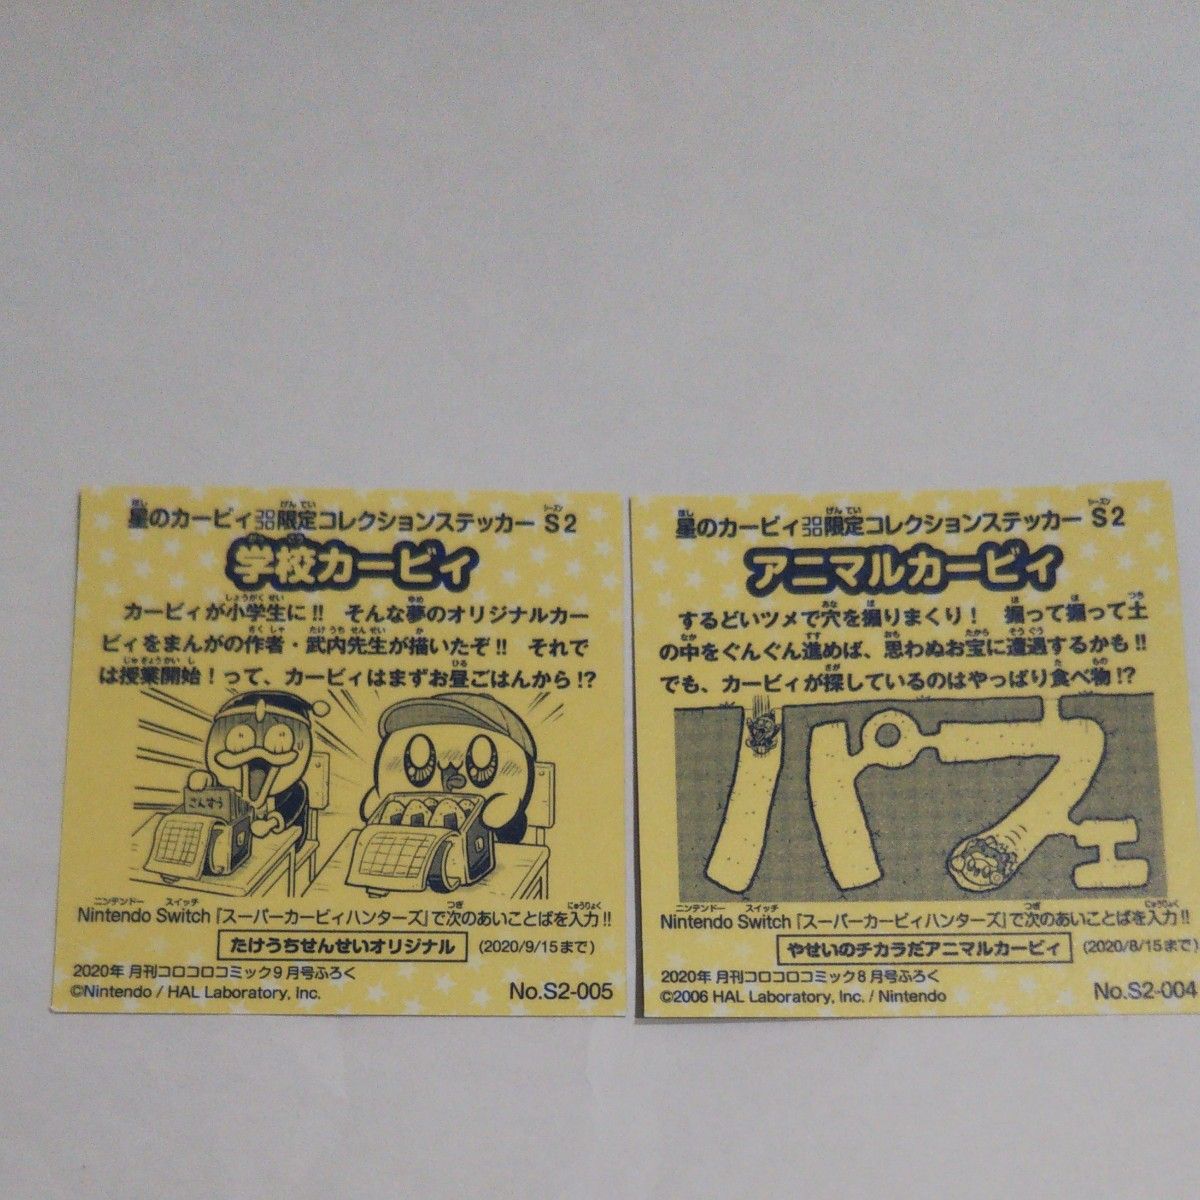 星のカービィコロコロ限定コレクションステッカー S2
学校カービィ
カービィが小学生に!! そんな夢のオリジナルカー
ビィをまんがの作者・武内先生が描いたぞ!! それで
は授業開始！って、カービィはまずお昼ごはんから!?
さんすう
Nintendo Switch『スーパーカービィハンターズ』で次のあいことばを入力!!
たけうちせんせいオリジナル (2020/9/15まで)
2020年 月刊コロコロコミック9月号ふろく
©Nintendo / HAL Laboratory, Inc. No.S2-005
星のカービィコロコロ限定コレクションステッカー S2
アニマルカービィ
するどいツメで穴を掘りまくり！ 掘って掘って土
の中をぐんぐん進めば、思わぬお宝に遭遇するかも!!
でも、カービィが探しているのはやっぱり食べ物!?
パフェ
Nintendo Switch『スーパーカービィハンターズ』で次のあいことばを入力!!
やせいのチカラだアニマルカービィ (2020/8/15まで)
2020年 月刊コロコロコミック8月号ふろく
©2006 HAL Laboratory, Inc. / Nintendo No.S2-004